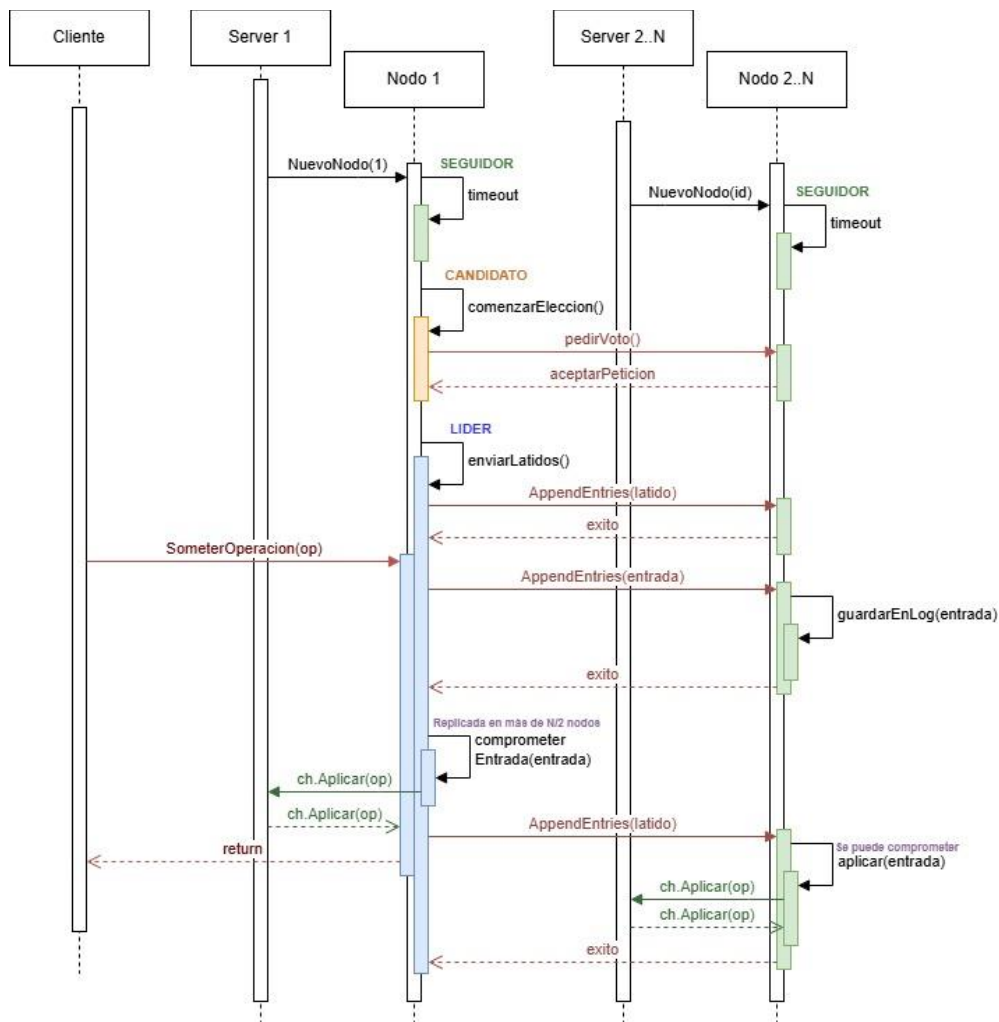 Cliente
Server 1
Server 2..N
Nodo 1
Nodo 2..N
NuevoNodo(1)
SEGUIDOR
timeout
NuevoNodo(id)
SEGUIDOR
timeout
CANDIDATO
comenzarEleccion()
pedirVoto()
aceptarPeticion
LIDER
enviarLatidos()
AppendEntries(latido)
exito
SometerOperacion(op)
AppendEntries(entrada)
guardarEnLog(entrada)
exito
Replicada en más de N/2 nodos
comprometer
Entrada(entrada)
ch.Aplicar(op)
ch.Aplicar(op)
AppendEntries(latido)
return
Se puede comprometer
aplicar(entrada)
ch.Aplicar(op)
ch.Aplicar(op)
exito